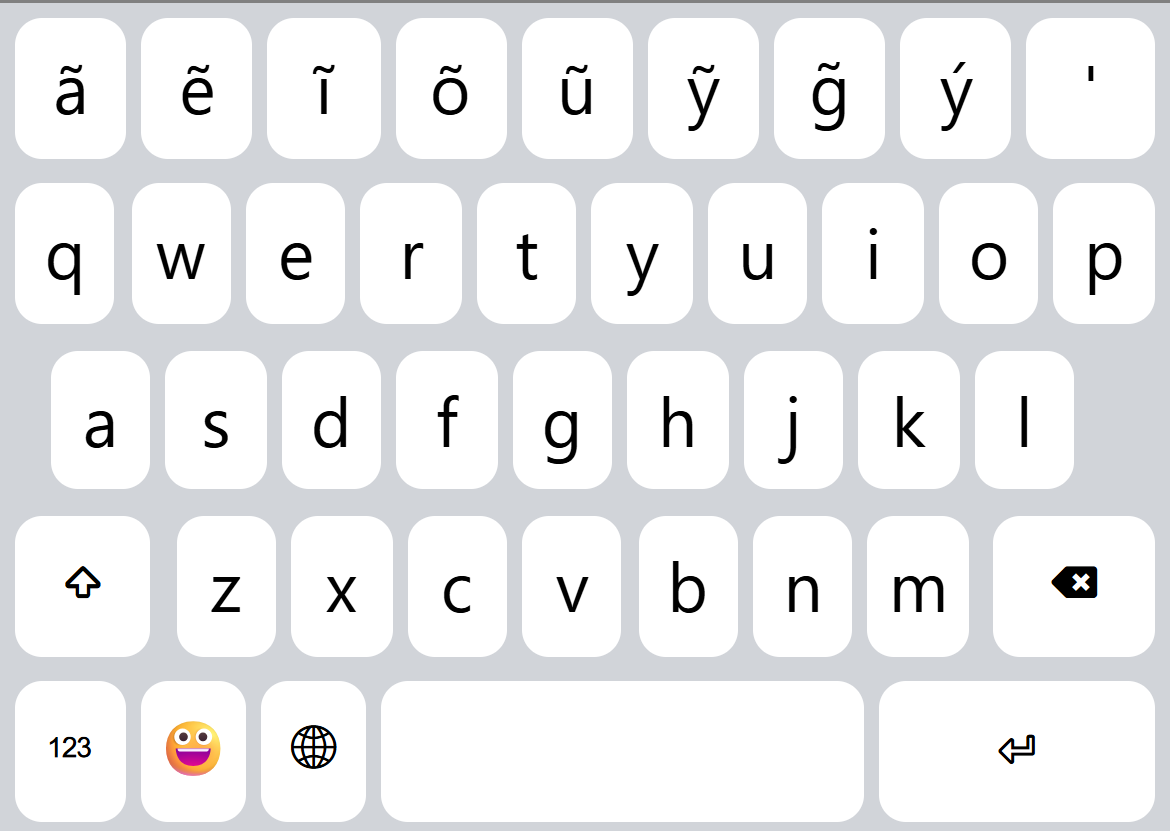 ã ẽ ĩ õ ũ ỹ g̃ ý '
q w e r t y u i o p
a s d f g h j k l
z x c v b n m
123